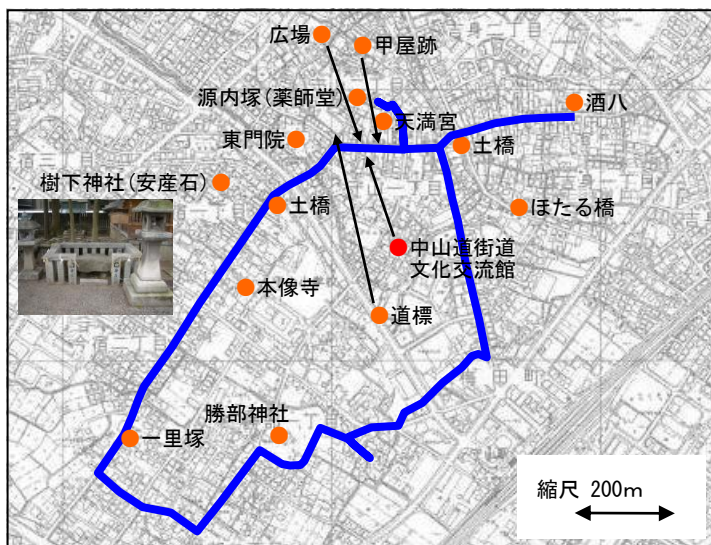 広場
甲屋跡
源内塚(薬師堂)
酒八
天満宮
東門院
土橋
樹下神社(安産石)
土橋
ほたる橋
中山道街道
文化交流館
本像寺
道標
勝部神社
一里塚
縮尺 200m